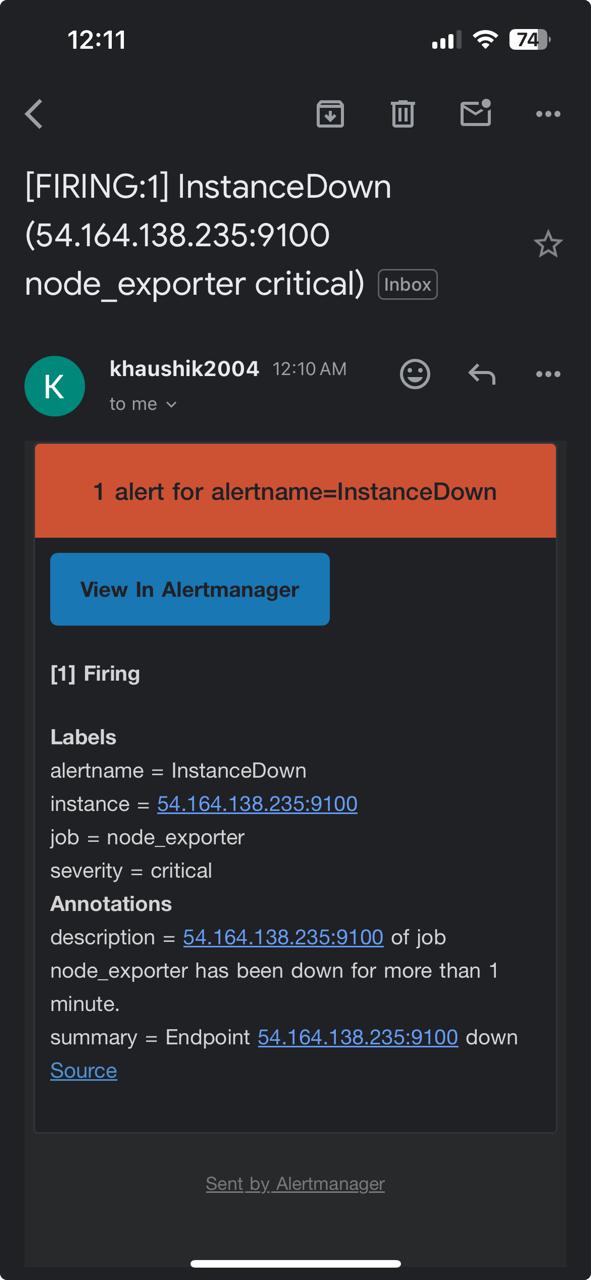 12:11
74
[FIRING:1] InstanceDown
(54.164.138.235:9100
node_exporter critical) Inbox
K
khaushik2004 12:10 AM
to me
1 alert for alertname=InstanceDown
View In Alertmanager
[1] Firing
Labels
alertname = InstanceDown
instance = 54.164.138.235:9100
job = node_exporter
severity = critical
Annotations
description = 54.164.138.235:9100 of job
node_exporter has been down for more than 1
minute.
summary = Endpoint 54.164.138.235:9100 down
Source
Sent by Alertmanager